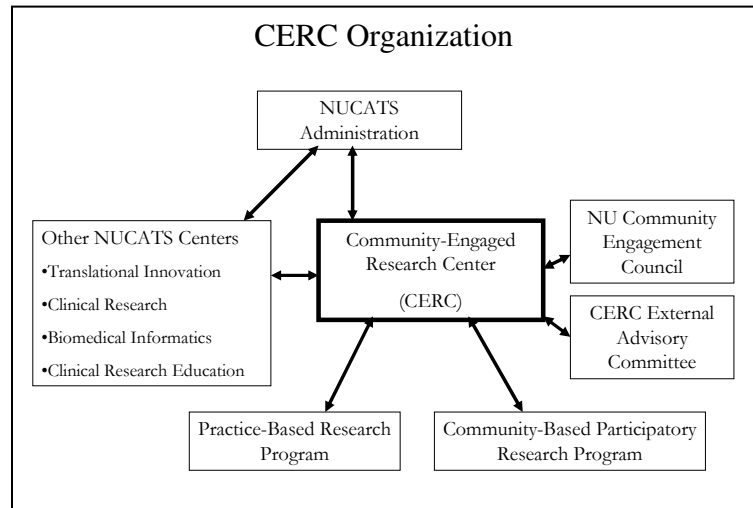 CERC Organization
NUCATS
Administration
Other NUCATS Centers
•Translational Innovation
•Clinical Research
•Biomedical Informatics
•Clinical Research Education
Community-Engaged
Research Center
(CERC)
NU Community
Engagement
Council
CERC External
Advisory
Committee
Practice-Based Research
Program
Community-Based Participatory
Research Program